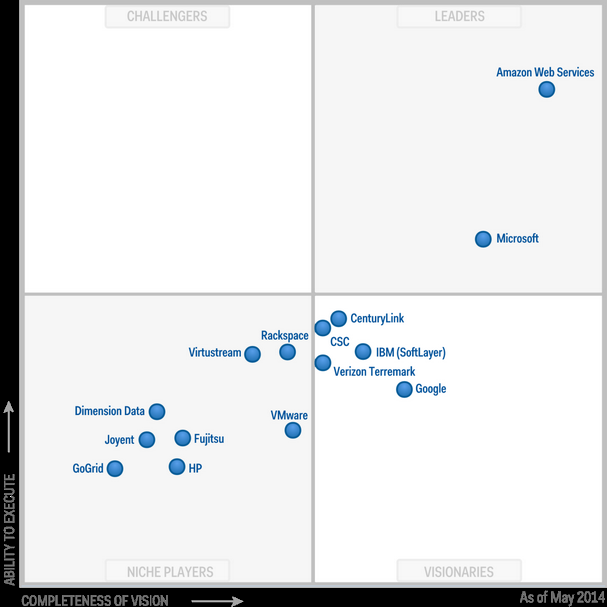 CHALLENGERS
LEADERS
Amazon Web Services
Microsoft
CenturyLink
CSC
Rackspace
Virtustream
IBM (SoftLayer)
Verizon Terremark
Google
Dimension Data
VMware
Joyent
Fujitsu
GoGrid
HP
NICHE PLAYERS
VISIONARIES
ABILITY TO EXECUTE
COMPLETENESS OF VISION
As of May 2014